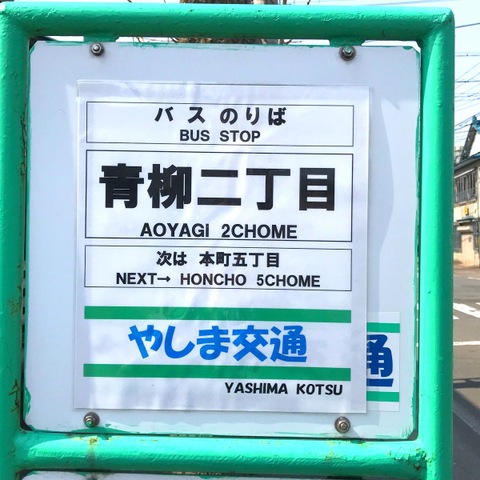 バスのりば
BUS STOP
青柳二丁目
AOYAGI 2CHOME
次は 本町五丁目
NEXT→ HONCHO 5CHOME
やしま交通
通
YASHIMA KOTSU